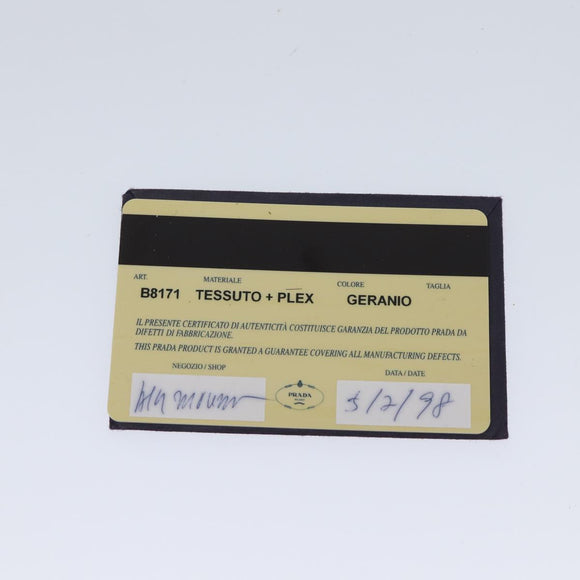 ART. MATERIALE COLORE TAGLIA
B8171 TESSUTO + PLEX GERANIO
IL PRESENTE CERTIFICATO DI AUTENTICITÀ COSTITUISCE GARANZIA DEL PRODOTTO PRADA DA
DIFETTI DI FABBRICAZIONE.
THIS PRADA PRODUCT IS GRANTED A GUARANTEE COVERING ALL MANUFACTURING DEFECTS.
NEGOZIO / SHOP DATA / DATE
PRADA
MILANO
3/2/98